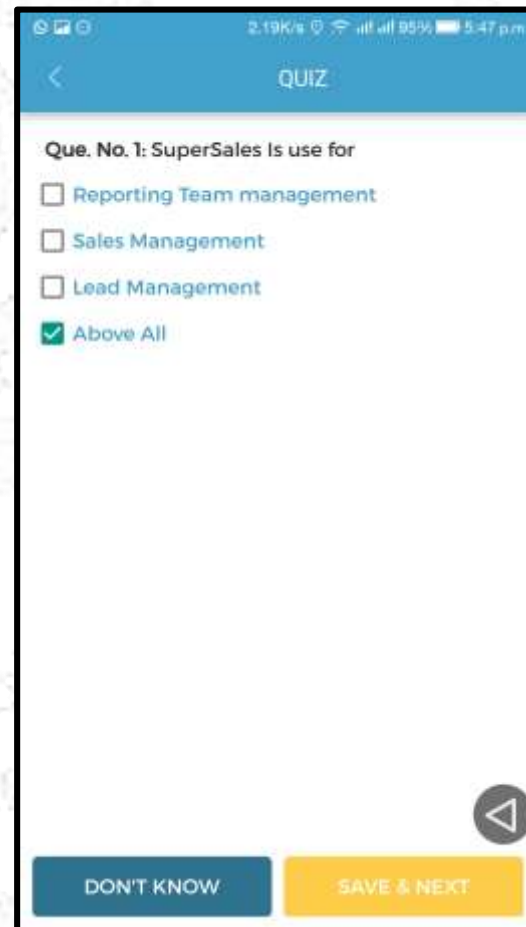 2.19K/s 95% 5:47 p.m
QUIZ
Que. No. 1: SuperSales Is use for
Reporting Team management
Sales Management
Lead Management
Above All
DON'T KNOW
SAVE & NEXT